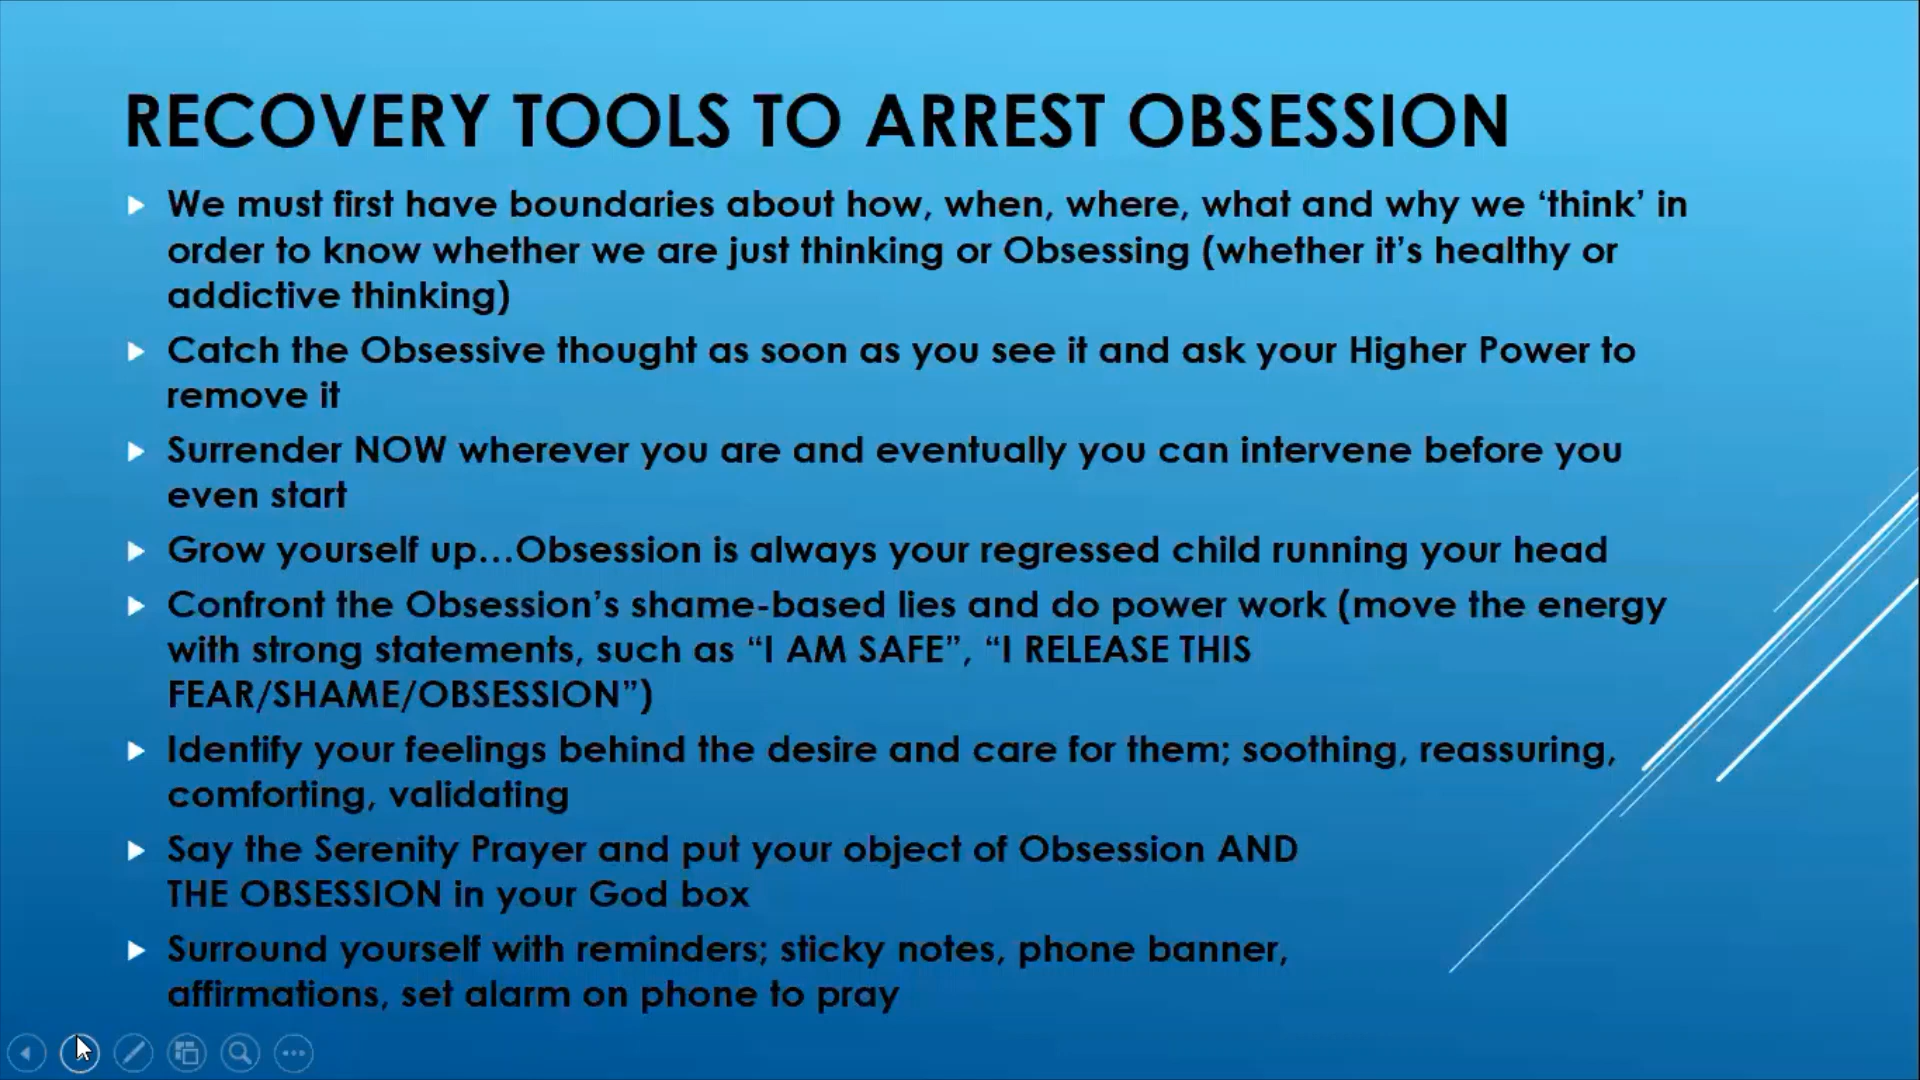 RECOVERY TOOLS TO ARREST OBSESSION
We must first have boundaries about how, when, where, what and why we ‘think’ in
order to know whether we are just thinking or Obsessing (whether it’s healthy or
addictive thinking)
Catch the Obsessive thought as soon as you see it and ask your Higher Power to
remove it
Surrender NOW wherever you are and eventually you can intervene before you
even start
Grow yourself up…Obsession is always your regressed child running your head
Confront the Obsession’s shame-based lies and do power work (move the energy
with strong statements, such as “I AM SAFE”, “I RELEASE THIS
FEAR/SHAME/OBSESSION”)
Identify your feelings behind the desire and care for them; soothing, reassuring,
comforting, validating
Say the Serenity Prayer and put your object of Obsession AND
THE OBSESSION in your God box
Surround yourself with reminders; sticky notes, phone banner,
affirmations, set alarm on phone to pray